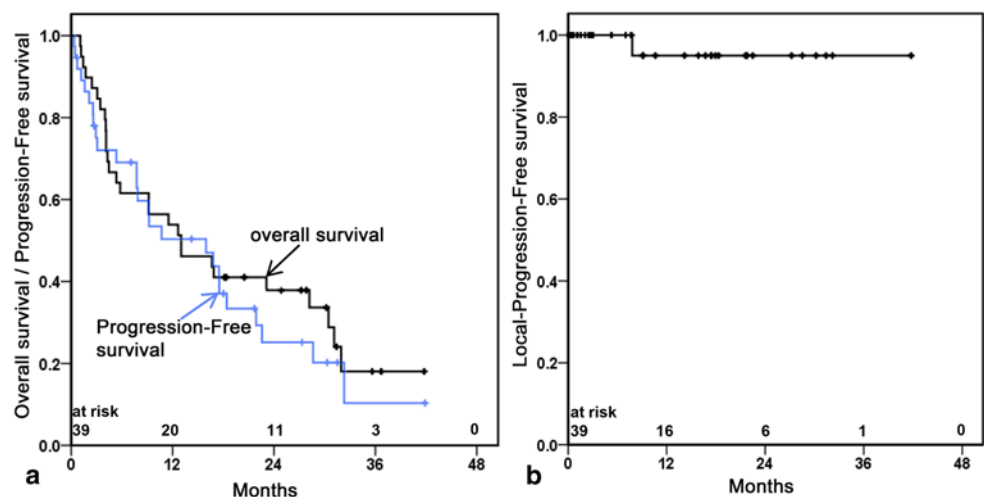 Overall survival / Progression-Free survival
1.0
0.8
0.6
0.4
0.2
0.0
overall survival
Progression-Free
survival
at risk
39 20 11 3 0
0 12 24 36 48
Months
a
Local-Progression-Free survival
1.0
0.8
0.6
0.4
0.2
0.0
at risk
39 16 6 1 0
0 12 24 36 48
Months
b